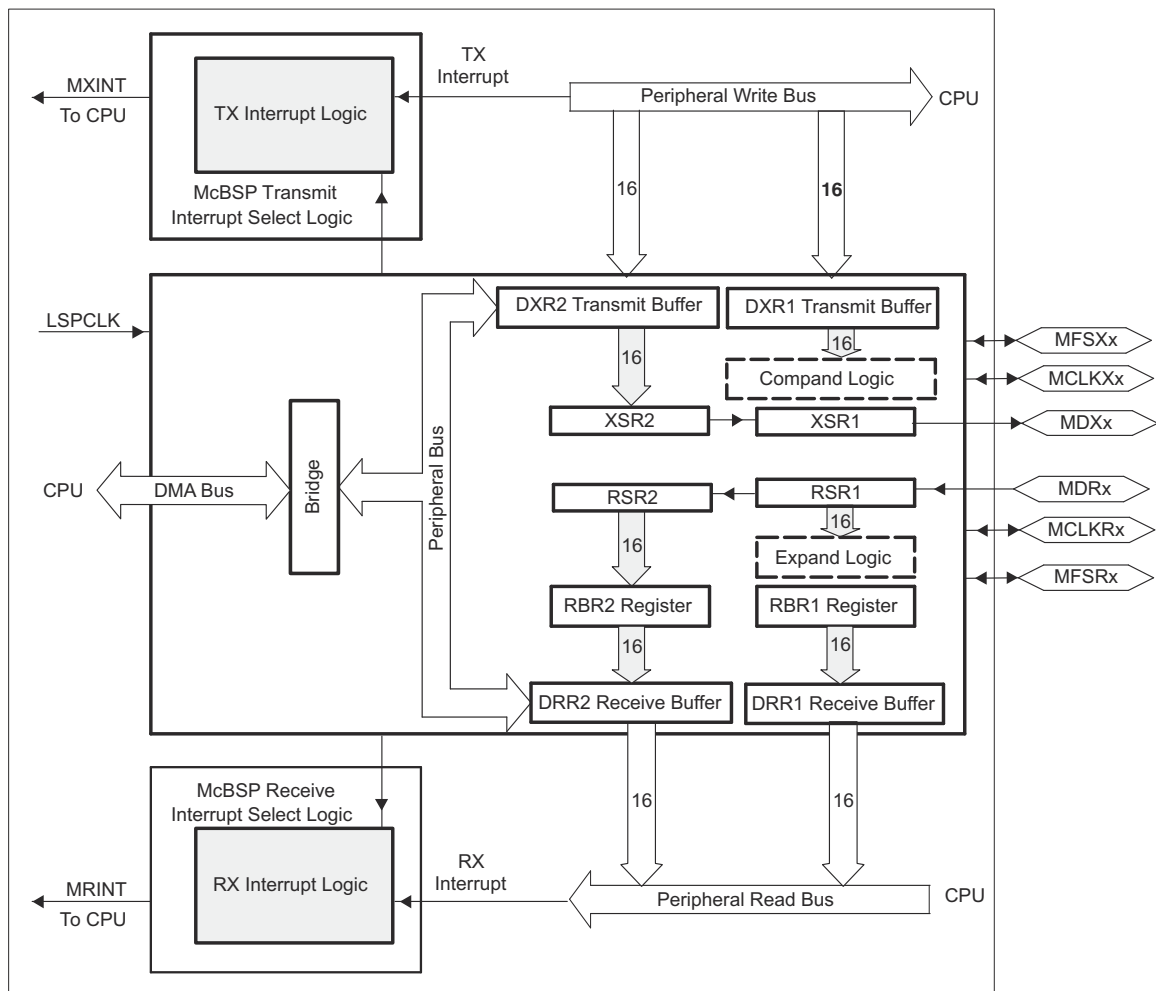 MXINT
To CPU
TX Interrupt Logic
McBSP Transmit
Interrupt Select Logic
TX
Interrupt
Peripheral Write Bus
CPU
16
16
LSPCLK
DXR2 Transmit Buffer
DXR1 Transmit Buffer
16
16
Compand Logic
XSR2
XSR1
MFSXx
MCLKXx
MDXx
CPU
DMA Bus
Bridge
Peripheral Bus
RSR2
RSR1
16
16
Expand Logic
MDRx
MCLKRx
MFSRx
RBR2 Register
RBR1 Register
16
16
DRR2 Receive Buffer
DRR1 Receive Buffer
16
16
McBSP Receive
Interrupt Select Logic
RX Interrupt Logic
MRINT
To CPU
RX
Interrupt
Peripheral Read Bus
CPU